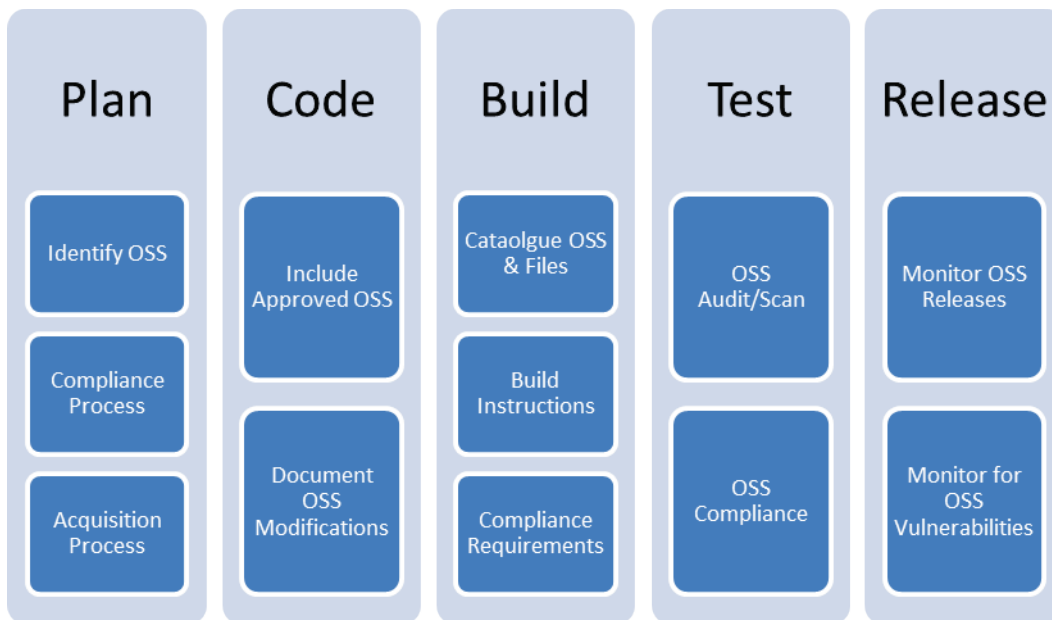 Plan
Identify OSS
Compliance
Process
Acquisition
Process
Code
Include
Approved OSS
Document
OSS
Modifications
Build
Cataolgue OSS
& Files
Build
Instructions
Compliance
Requirements
Test
OSS
Audit/Scan
OSS
Compliance
Release
Monitor OSS
Releases
Monitor for
OSS
Vulnerabilities